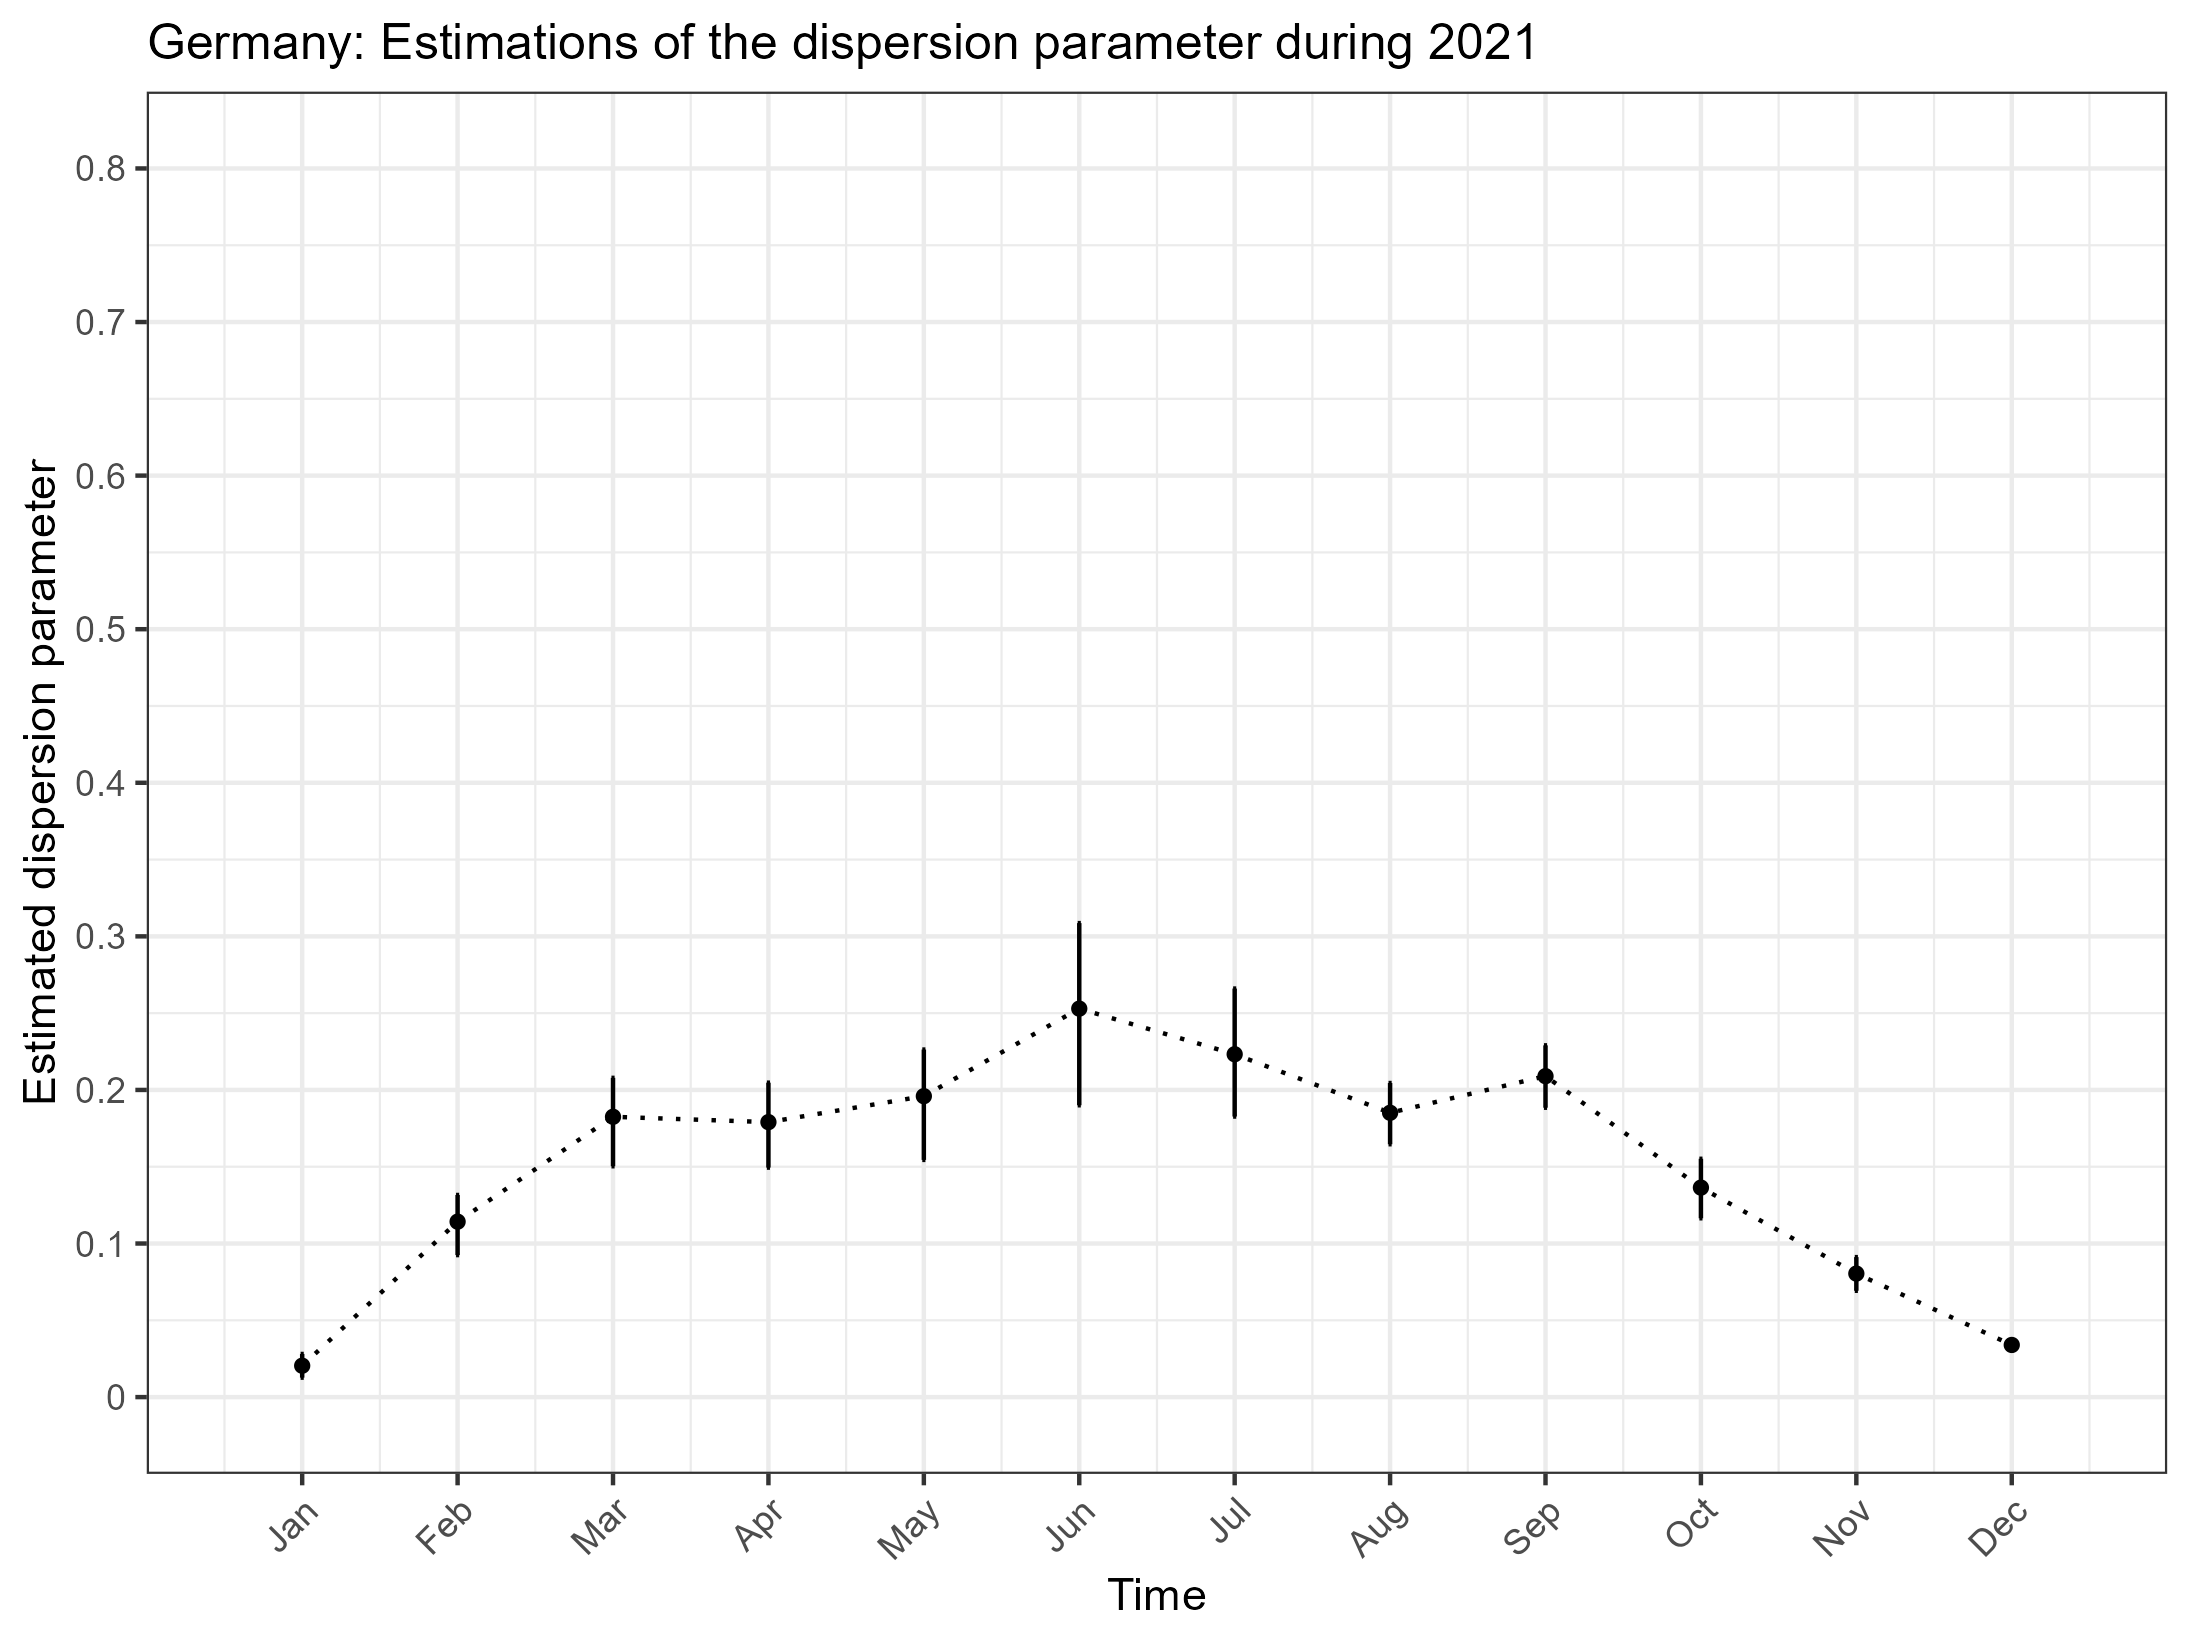 Germany: Estimations of the dispersion parameter during 2021
Estimated dispersion parameter
0.8
0.7
0.6
0.5
0.4
0.3
0.2
0.1
0
Jan Feb Mar Apr May Jun Jul Aug Sep Oct Nov Dec
Time